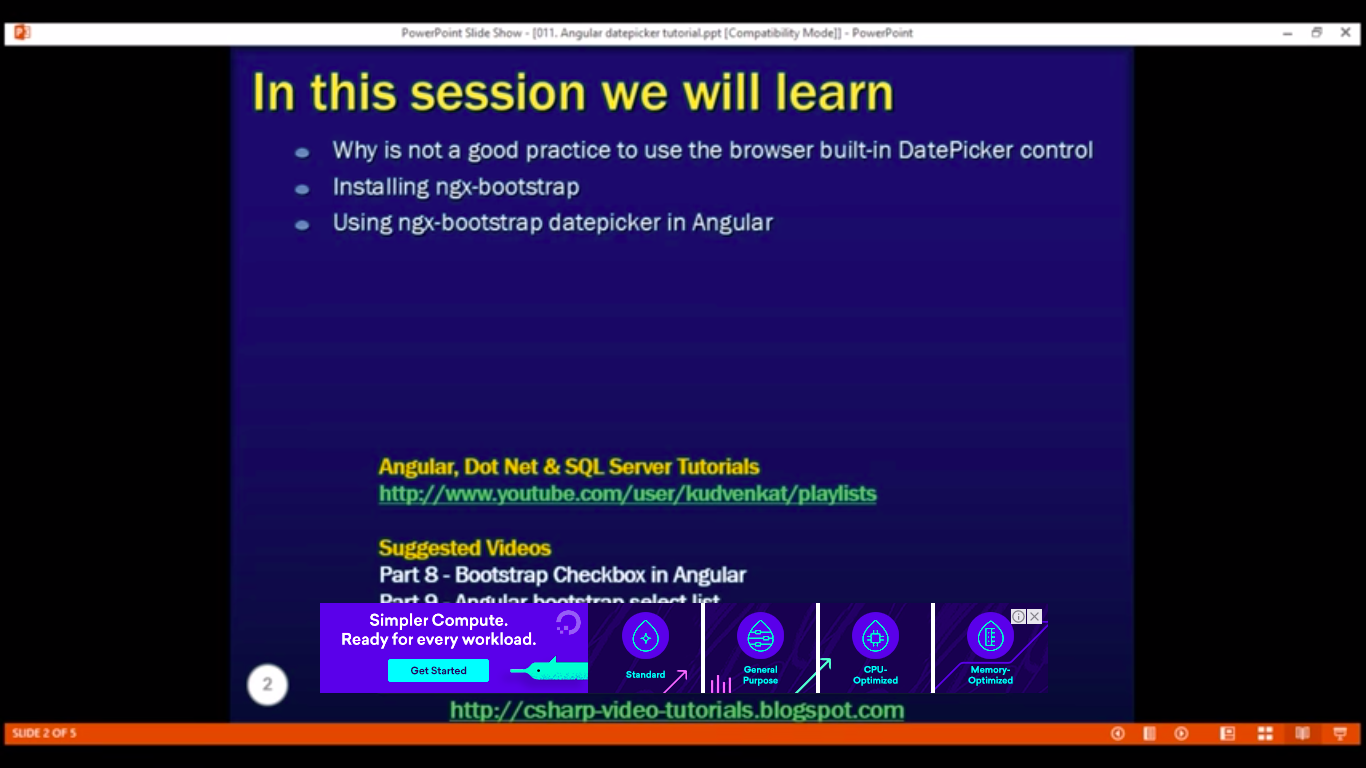 PowerPoint Slide Show - [011. Angular datepicker tutorial.ppt [Compatibility Mode]] - PowerPoint
In this session we will learn
Why is not a good practice to use the browser built-in DatePicker control
Installing ngx-bootstrap
Using ngx-bootstrap datepicker in Angular
Angular, Dot Net & SQL Server Tutorials
http://www.youtube.com/user/kudvenkat/playlists
Suggested Videos
Part 8 - Bootstrap Checkbox in Angular
Part 9 - Angular bootstrap select list
Simpler Compute.
Ready for every workload.
Get Started
Standard
General
Purpose
CPU-
Optimized
Memory-
Optimized
2
http://csharp-video-tutorials.blogspot.com
SLIDE 2 OF 5